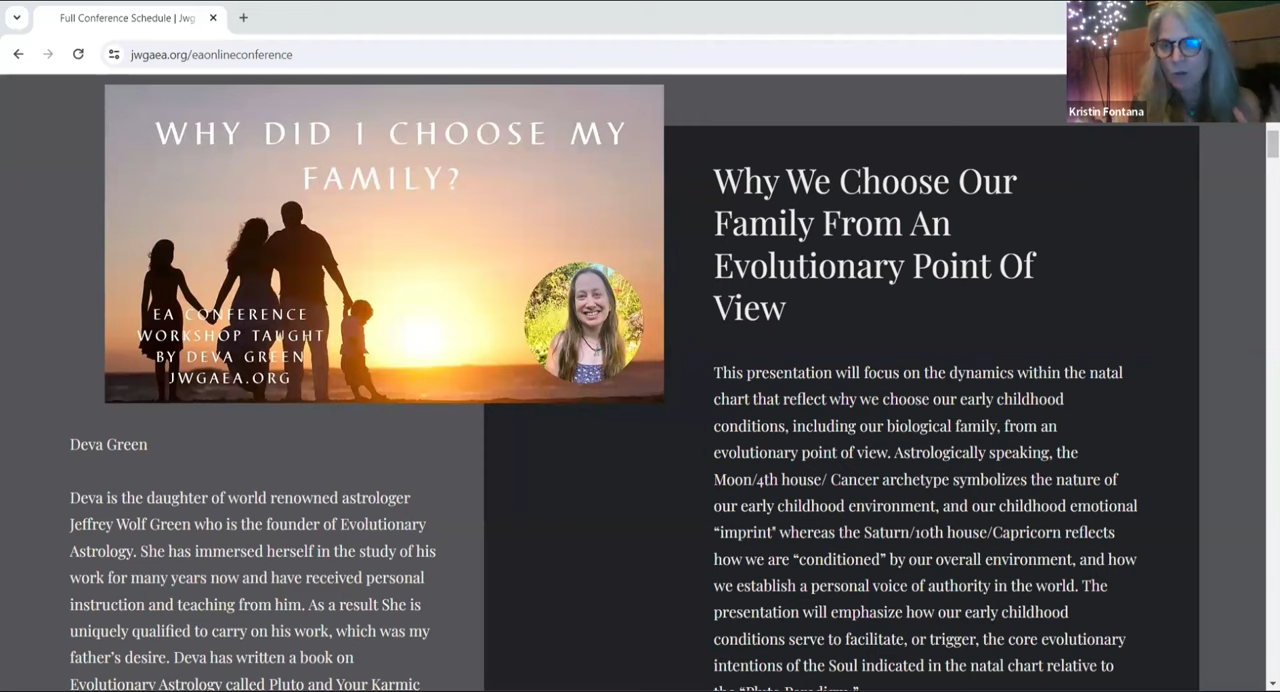 Full Conference Schedule | Jwg
jwgaea.org/eaonlineconference
Kristin Fontana
WHY DID I CHOOSE MY
FAMILY?
EA CONFERENCE
WORKSHOP TAUGHT
BY DEVA GREEN
JWGAEA.ORG
Deva Green
Deva is the daughter of world renowned astrologer
Jeffrey Wolf Green who is the founder of Evolutionary
Astrology. She has immersed herself in the study of his
work for many years now and have received personal
instruction and teaching from him. As a result She is
uniquely qualified to carry on his work, which was my
father’s desire. Deva has written a book on
Evolutionary Astrology called Pluto and Your Karmic
Why We Choose Our
Family From An
Evolutionary Point Of
View
This presentation will focus on the dynamics within the natal
chart that reflect why we choose our early childhood
conditions, including our biological family, from an
evolutionary point of view. Astrologically speaking, the
Moon/4th house/ Cancer archetype symbolizes the nature of
our early childhood environment, and our childhood emotional
“imprint" whereas the Saturn/10th house/Capricorn reflects
how we are “conditioned” by our overall environment, and how
we establish a personal voice of authority in the world. The
presentation will emphasize how our early childhood
conditions serve to facilitate, or trigger, the core evolutionary
intentions of the Soul indicated in the natal chart relative to
the “Pluto Paradigm.”